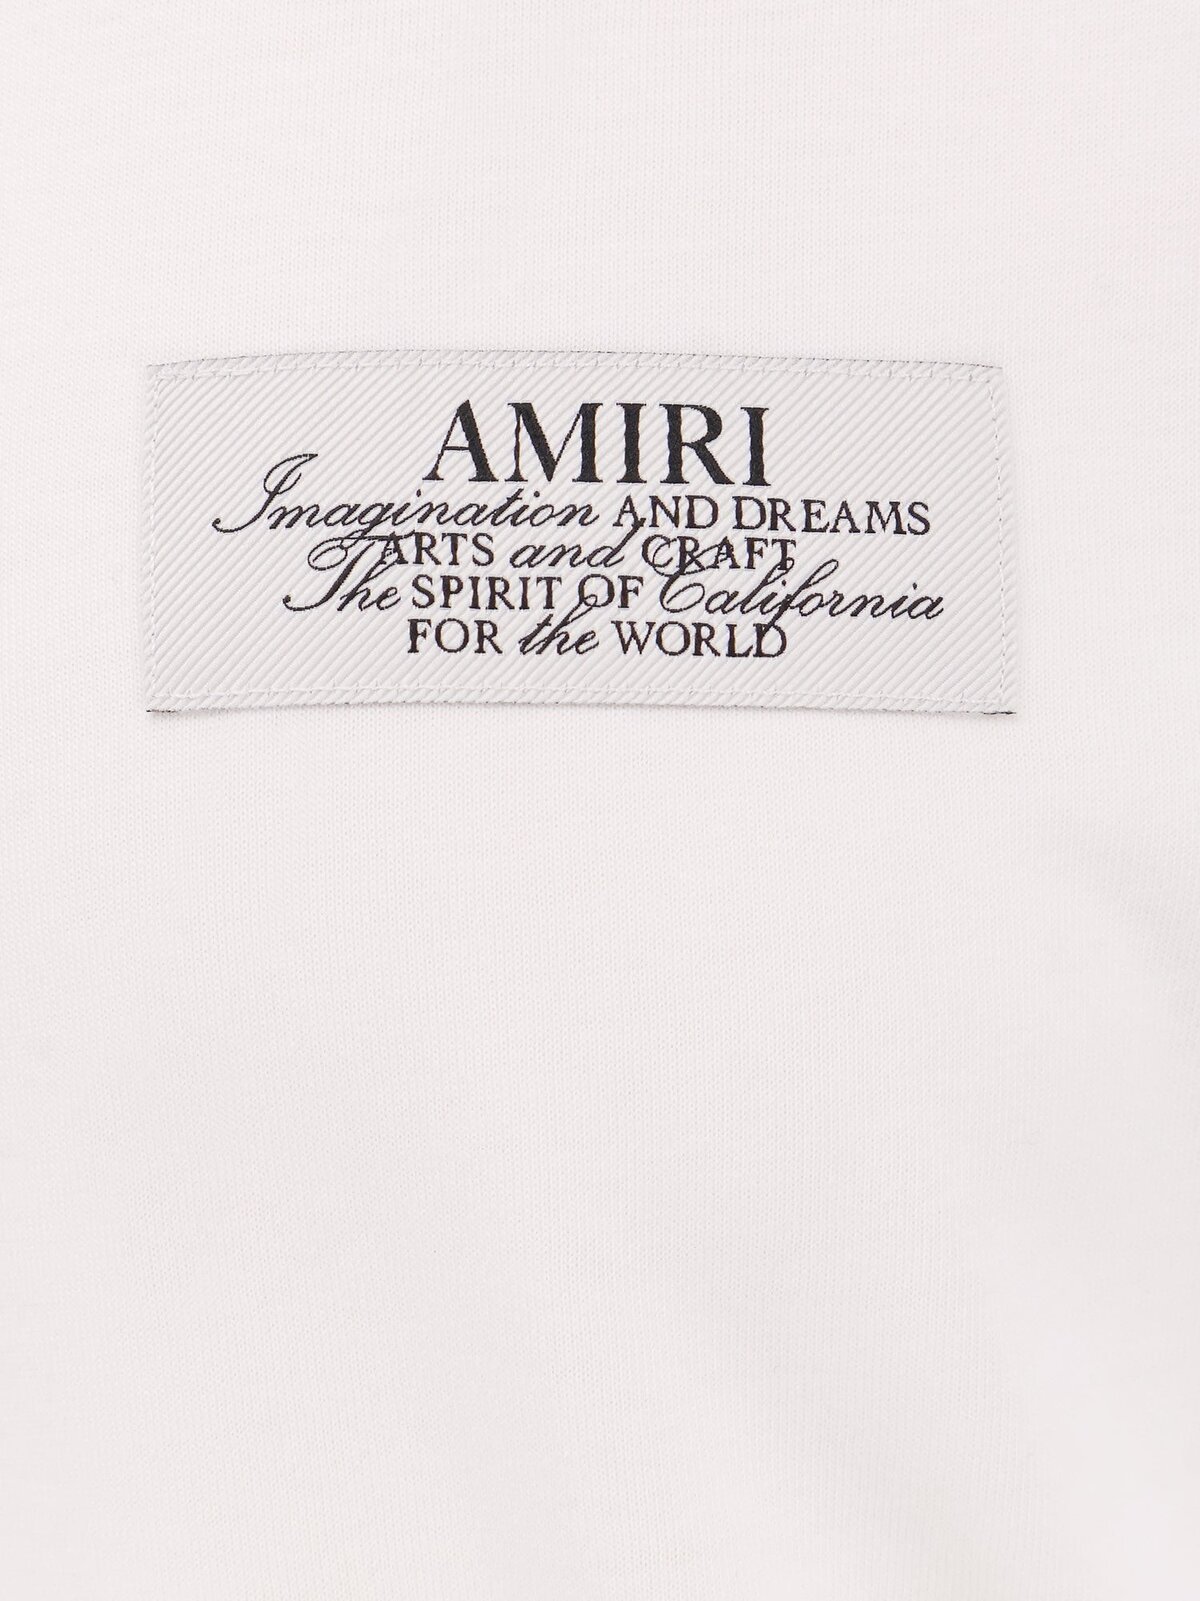 AMIRI
Imagination AND DREAMS
ARTS and CRAFT
The SPIRIT OF California
FOR the WORLD